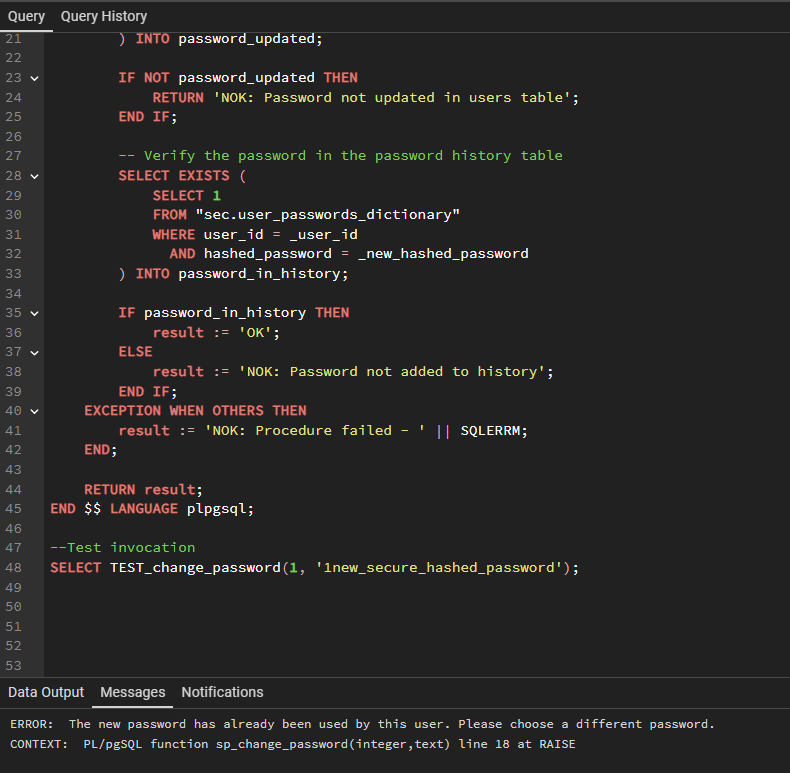 Query Query History
21 ) INTO password_updated;
22
23 IF NOT password_updated THEN
24 RETURN 'NOK: Password not updated in users table';
25 END IF;
26
27 -- Verify the password in the password history table
28 SELECT EXISTS (
29 SELECT 1
30 FROM "sec.user_passwords_dictionary"
31 WHERE user_id = _user_id
32 AND hashed_password = _new_hashed_password
33 ) INTO password_in_history;
34
35 IF password_in_history THEN
36 result := 'OK';
37 ELSE
38 result := 'NOK: Password not added to history';
39 END IF;
40 EXCEPTION WHEN OTHERS THEN
41 result := 'NOK: Procedure failed - ' || SQLERRM;
42 END;
43
44 RETURN result;
45 END $$ LANGUAGE plpgsql;
46
47 --Test invocation
48 SELECT TEST_change_password(1, '1new_secure_hashed_password');
49
50
51
52
53
Data Output Messages Notifications
ERROR: The new password has already been used by this user. Please choose a different password.
CONTEXT: PL/pgSQL function sp_change_password(integer,text) line 18 at RAISE